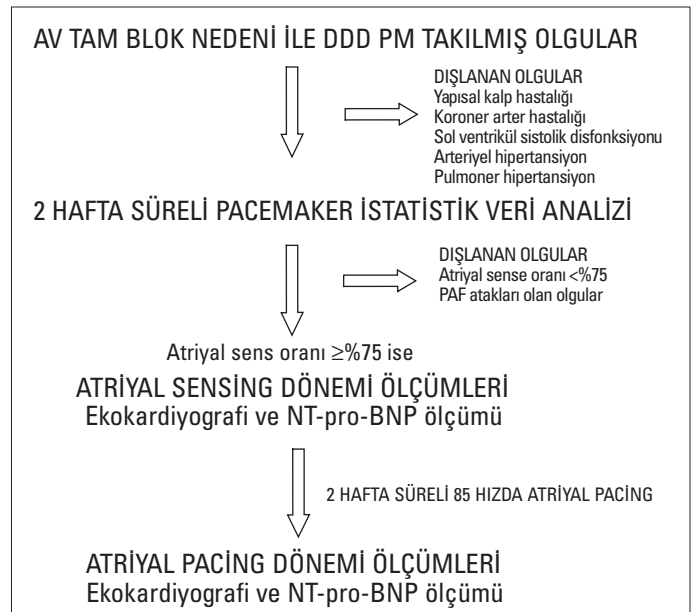 AV TAM BLOK NEDENİ İLE DDD PM TAKILMIŞ OLGULAR
DIŞLANAN OLGULAR
Yapısal kalp hastalığı
Koroner arter hastalığı
Sol ventrikül sistolik disfonksiyonu
Arteriyel hipertansiyon
Pulmoner hipertansiyon
2 HAFTA SÜRELİ PACEMAKER İSTATİSTİK VERİ ANALİZİ
DIŞLANAN OLGULAR
Atriyal sense oranı <%75
PAF atakları olan olgular
Atriyal sens oranı ≥%75 ise
ATRİYAL SENSİNG DÖNEMİ ÖLÇÜMLERİ
Ekokardiyografi ve NT-pro-BNP ölçümü
2 HAFTA SÜRELİ 85 HIZDA ATRİYAL PACİNG
ATRİYAL PACİNG DÖNEMİ ÖLÇÜMLERİ
Ekokardiyografi ve NT-pro-BNP ölçümü